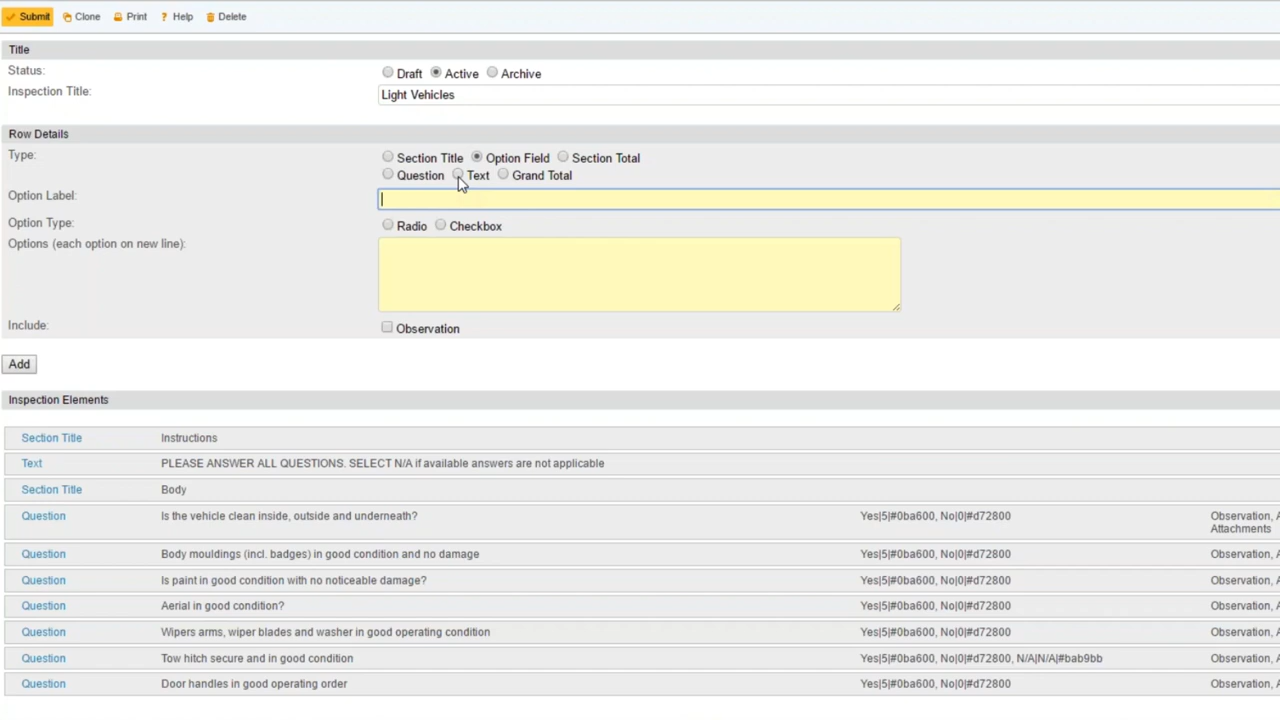 Submit Clone Print ? Help Delete
Title
Status: Draft Active Archive
Inspection Title: Light Vehicles
Row Details
Type: Section Title Option Field Section Total
Question Text Grand Total
Option Label:
Option Type: Radio Checkbox
Options (each option on new line):
Include: Observation
Add
Inspection Elements
Section Title Instructions
Text PLEASE ANSWER ALL QUESTIONS. SELECT N/A if available answers are not applicable
Section Title Body
Question Is the vehicle clean inside, outside and underneath? Yes|5|#0ba600, No|0|#d72800 Observation, A
Attachments
Question Body mouldings (incl. badges) in good condition and no damage Yes|5|#0ba600, No|0|#d72800 Observation, A
Question Is paint in good condition with no noticeable damage? Yes|5|#0ba600, No|0|#d72800 Observation, A
Question Aerial in good condition? Yes|5|#0ba600, No|0|#d72800 Observation, A
Question Wipers arms, wiper blades and washer in good operating condition Yes|5|#0ba600, No|0|#d72800 Observation, A
Question Tow hitch secure and in good condition Yes|5|#0ba600, No|0|#d72800, N/A|N/A|#bab9bb Observation, A
Question Door handles in good operating order Yes|5|#0ba600, No|0|#d72800 Observation, A